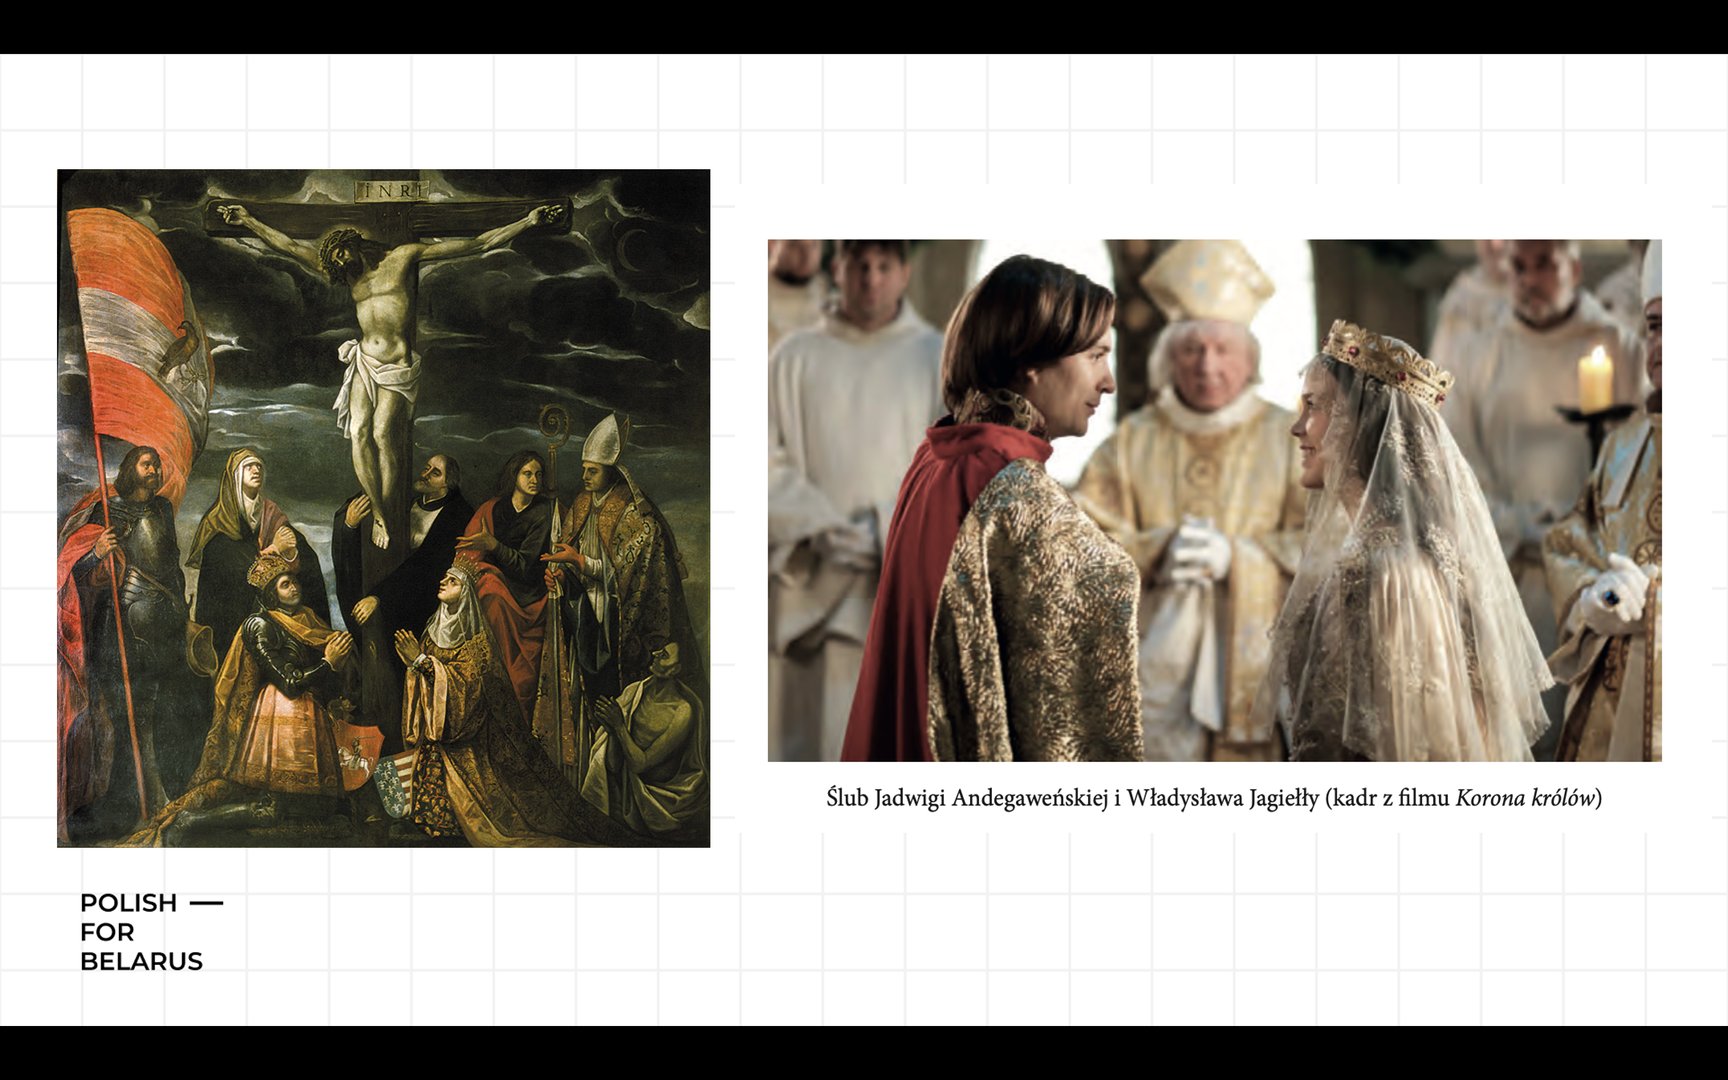 INRI
Ślub Jadwigi Andegaweńskiej i Władysława Jagiełły (kadr z filmu Korona królów)
POLISH —
FOR
BELARUS